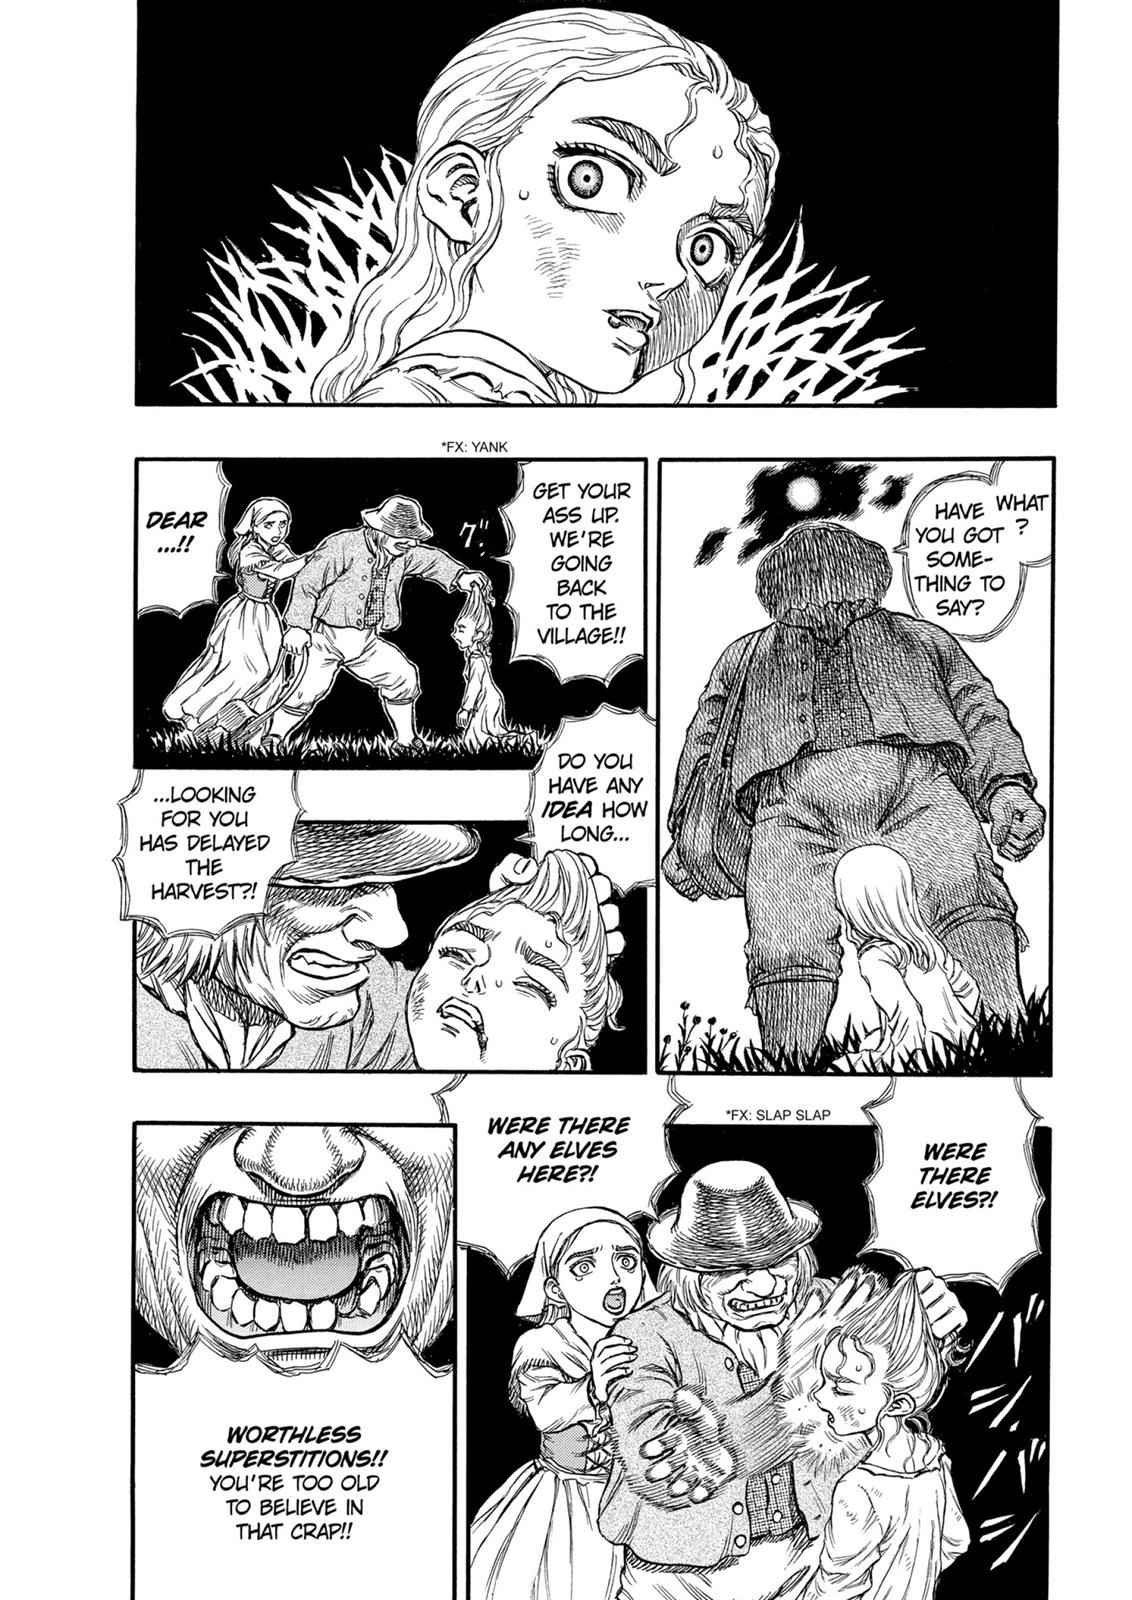 WHAT
?
HAVE
YOU GOT
SOME-
THING TO
SAY?
*FX: YANK
GET YOUR
ASS UP.
WE'RE
GOING
BACK
TO THE
VILLAGE!!
DEAR
...!!
DO YOU
HAVE ANY
IDEA HOW
LONG...
...LOOKING
FOR YOU
HAS DELAYED
THE
HARVEST?!
*FX: SLAP SLAP
WERE
THERE
ELVES?!
WERE THERE
ANY ELVES
HERE?!
WORTHLESS
SUPERSTITIONS!!
YOU'RE TOO OLD
TO BELIEVE IN
THAT CRAP!!